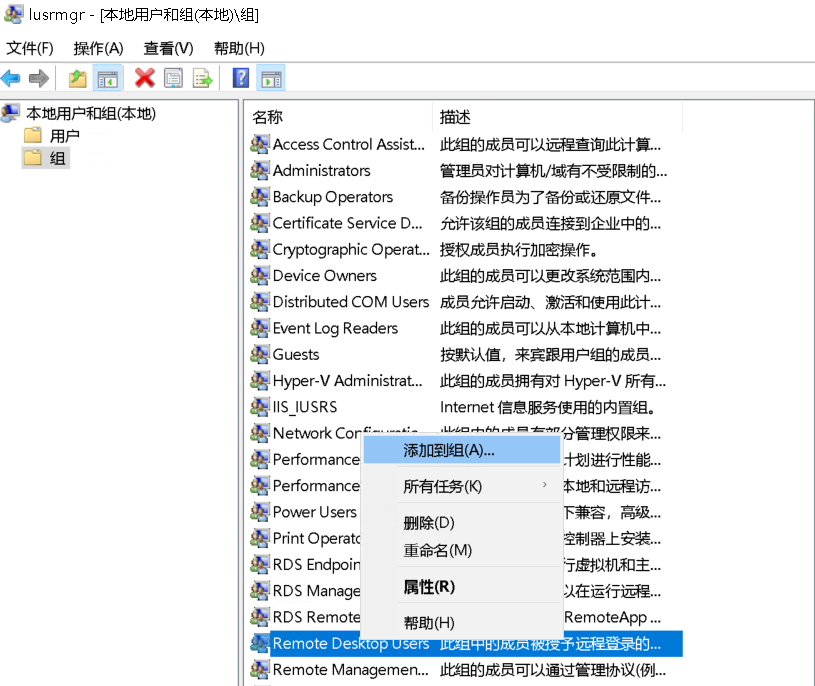 lusrmgr - [本地用户和组(本地)\组]
文件(F) 操作(A) 查看(V) 帮助(H)
本地用户和组(本地)
用户
组
名称 描述
Access Control Assist... 此组的成员可以远程查询此计算...
Administrators 管理员对计算机/域有不受限制的...
Backup Operators 备份操作员为了备份或还原文件...
Certificate Service D... 允许该组的成员连接到企业中的...
Cryptographic Operat... 授权成员执行加密操作。
Device Owners 此组的成员可以更改系统范围内...
Distributed COM Users 成员允许启动、激活和使用此计...
Event Log Readers 此组的成员可以从本地计算机中...
Guests 按默认值，来宾跟用户组的成员...
Hyper-V Administrat... 此组的成员拥有对 Hyper-V 所有...
IIS_IUSRS Internet 信息服务使用的内置组。
Network Configuratio 此组中的成员有部分管理权限来...
Performance 计划进行性能...
Performance 本地和远程访...
Power Users 下兼容，高级...
Print Operato 控制器上安装...
RDS Endpoin 行虚拟机和主...
RDS Manage 以在运行远程...
RDS Remote RemoteApp ...
Remote Desktop Users 此组中的成员被授予远程登录的...
Remote Managemen... 此组的成员可以通过管理协议(例...
添加到组(A)...
所有任务(K)
删除(D)
重命名(M)
属性(R)
帮助(H)